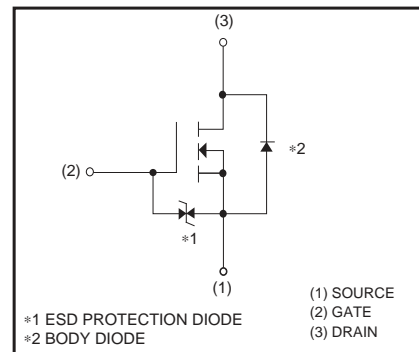 (3)
∗2
(2)
∗1
(1)
∗1 ESD PROTECTION DIODE
∗2 BODY DIODE
(1) SOURCE
(2) GATE
(3) DRAIN